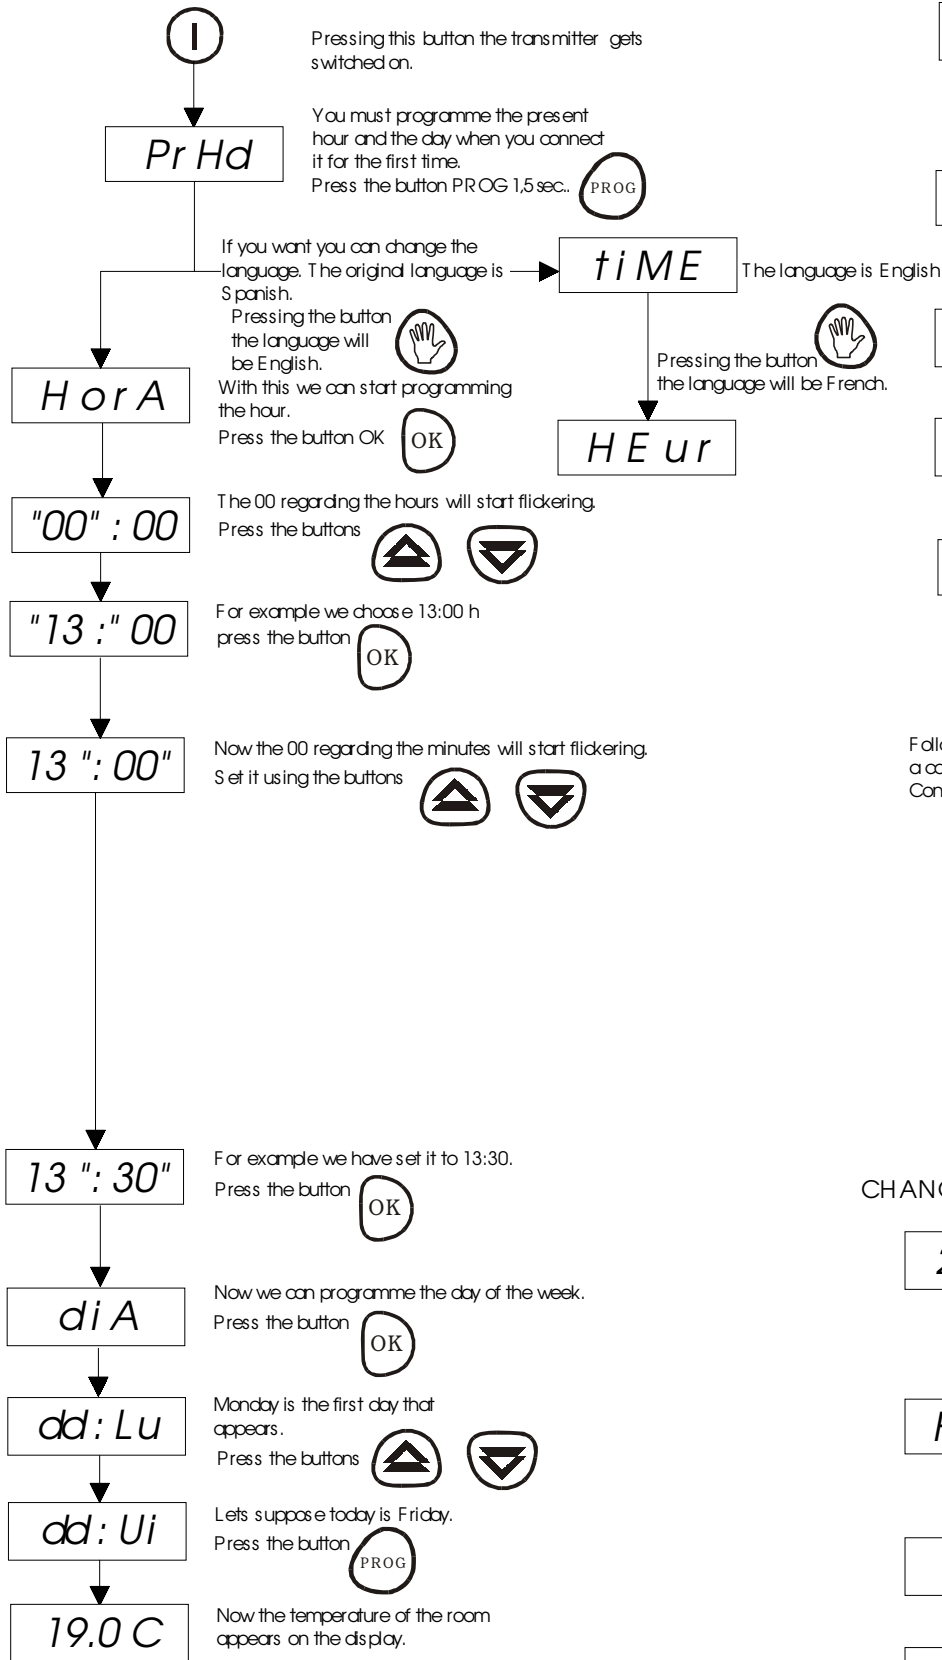 I
Pressing this button the transmitter gets
switched on.
Pr Hd
You must programme the present
hour and the day when you connect
it for the first time.
Press the button PROG 1,5 sec..
PROG
If you want you can change the
language. The original language is
Spanish.
tiME
The language is English
Pressing the button
the language will
be English.
Pressing the button
the language will be French.
HorA
With this we can start programming
the hour.
Press the button OK
OK
HEur
"00" : 00
The 00 regarding the hours will start flickering.
Press the buttons
"13 :" 00
For example we choose 13:00 h
press the button
OK
13 ": 00"
Now the 00 regarding the minutes will start flickering.
Set it using the buttons
Follo
a co
Con
13 ": 30"
For example we have set it to 13:30.
Press the button
OK
CHANG
diA
Now we can programme the day of the week.
Press the button
OK
dd: Lu
Monday is the first day that
appears.
Press the buttons
dd: Ui
Lets suppose today is Friday.
Press the button
PROG
19.0 C
Now the temperature of the room
appears on the display.